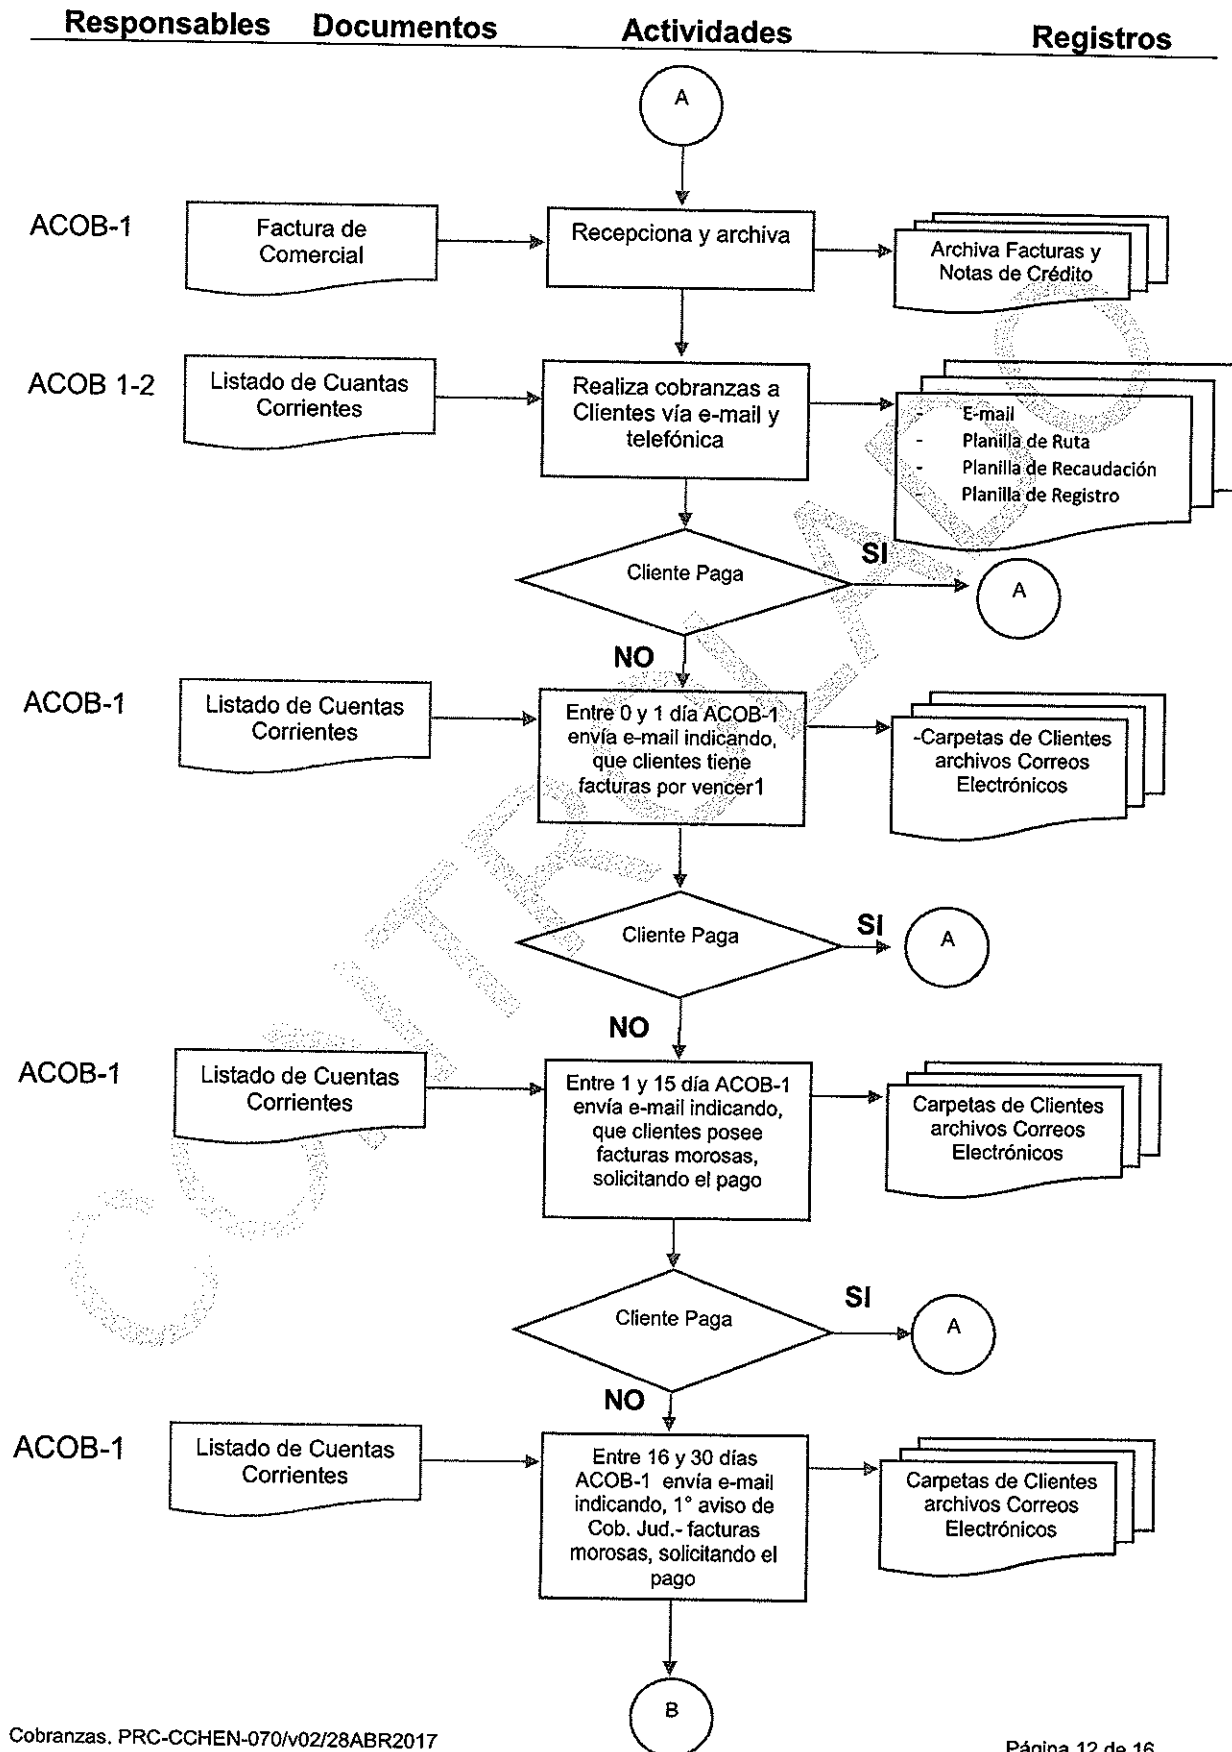 Responsables Documentos Actividades Registros
A
ACOB-1
Factura de
Comercial
Recepciona y archiva
Archiva Facturas y
Notas de Crédito
ACOB 1-2
Listado de Cuantas
Corrientes
Realiza cobranzas a
Clientes vía e-mail y
telefónica
- E-mail
- Planilla de Ruta
- Planilla de Recaudación
- Planilla de Registro
Cliente Paga
SI
A
NO
ACOB-1
Listado de Cuentas
Corrientes
Entre 0 y 1 día ACOB-1
envía e-mail indicando,
que clientes tiene
facturas por vencer1
-Carpetas de Clientes
archivos Correos
Electrónicos
Cliente Paga
SI
A
NO
ACOB-1
Listado de Cuentas
Corrientes
Entre 1 y 15 día ACOB-1
envía e-mail indicando,
que clientes posee
facturas morosas,
solicitando el pago
Carpetas de Clientes
archivos Correos
Electrónicos
Cliente Paga
SI
A
NO
ACOB-1
Listado de Cuentas
Corrientes
Entre 16 y 30 días
ACOB-1 envía e-mail
indicando, 1° aviso de
Cob. Jud.- facturas
morosas, solicitando el
pago
Carpetas de Clientes
archivos Correos
Electrónicos
B
CONTROLADO
Cobranzas. PRC-CCHEN-070/v02/28ABR2017
Página 12 de 16